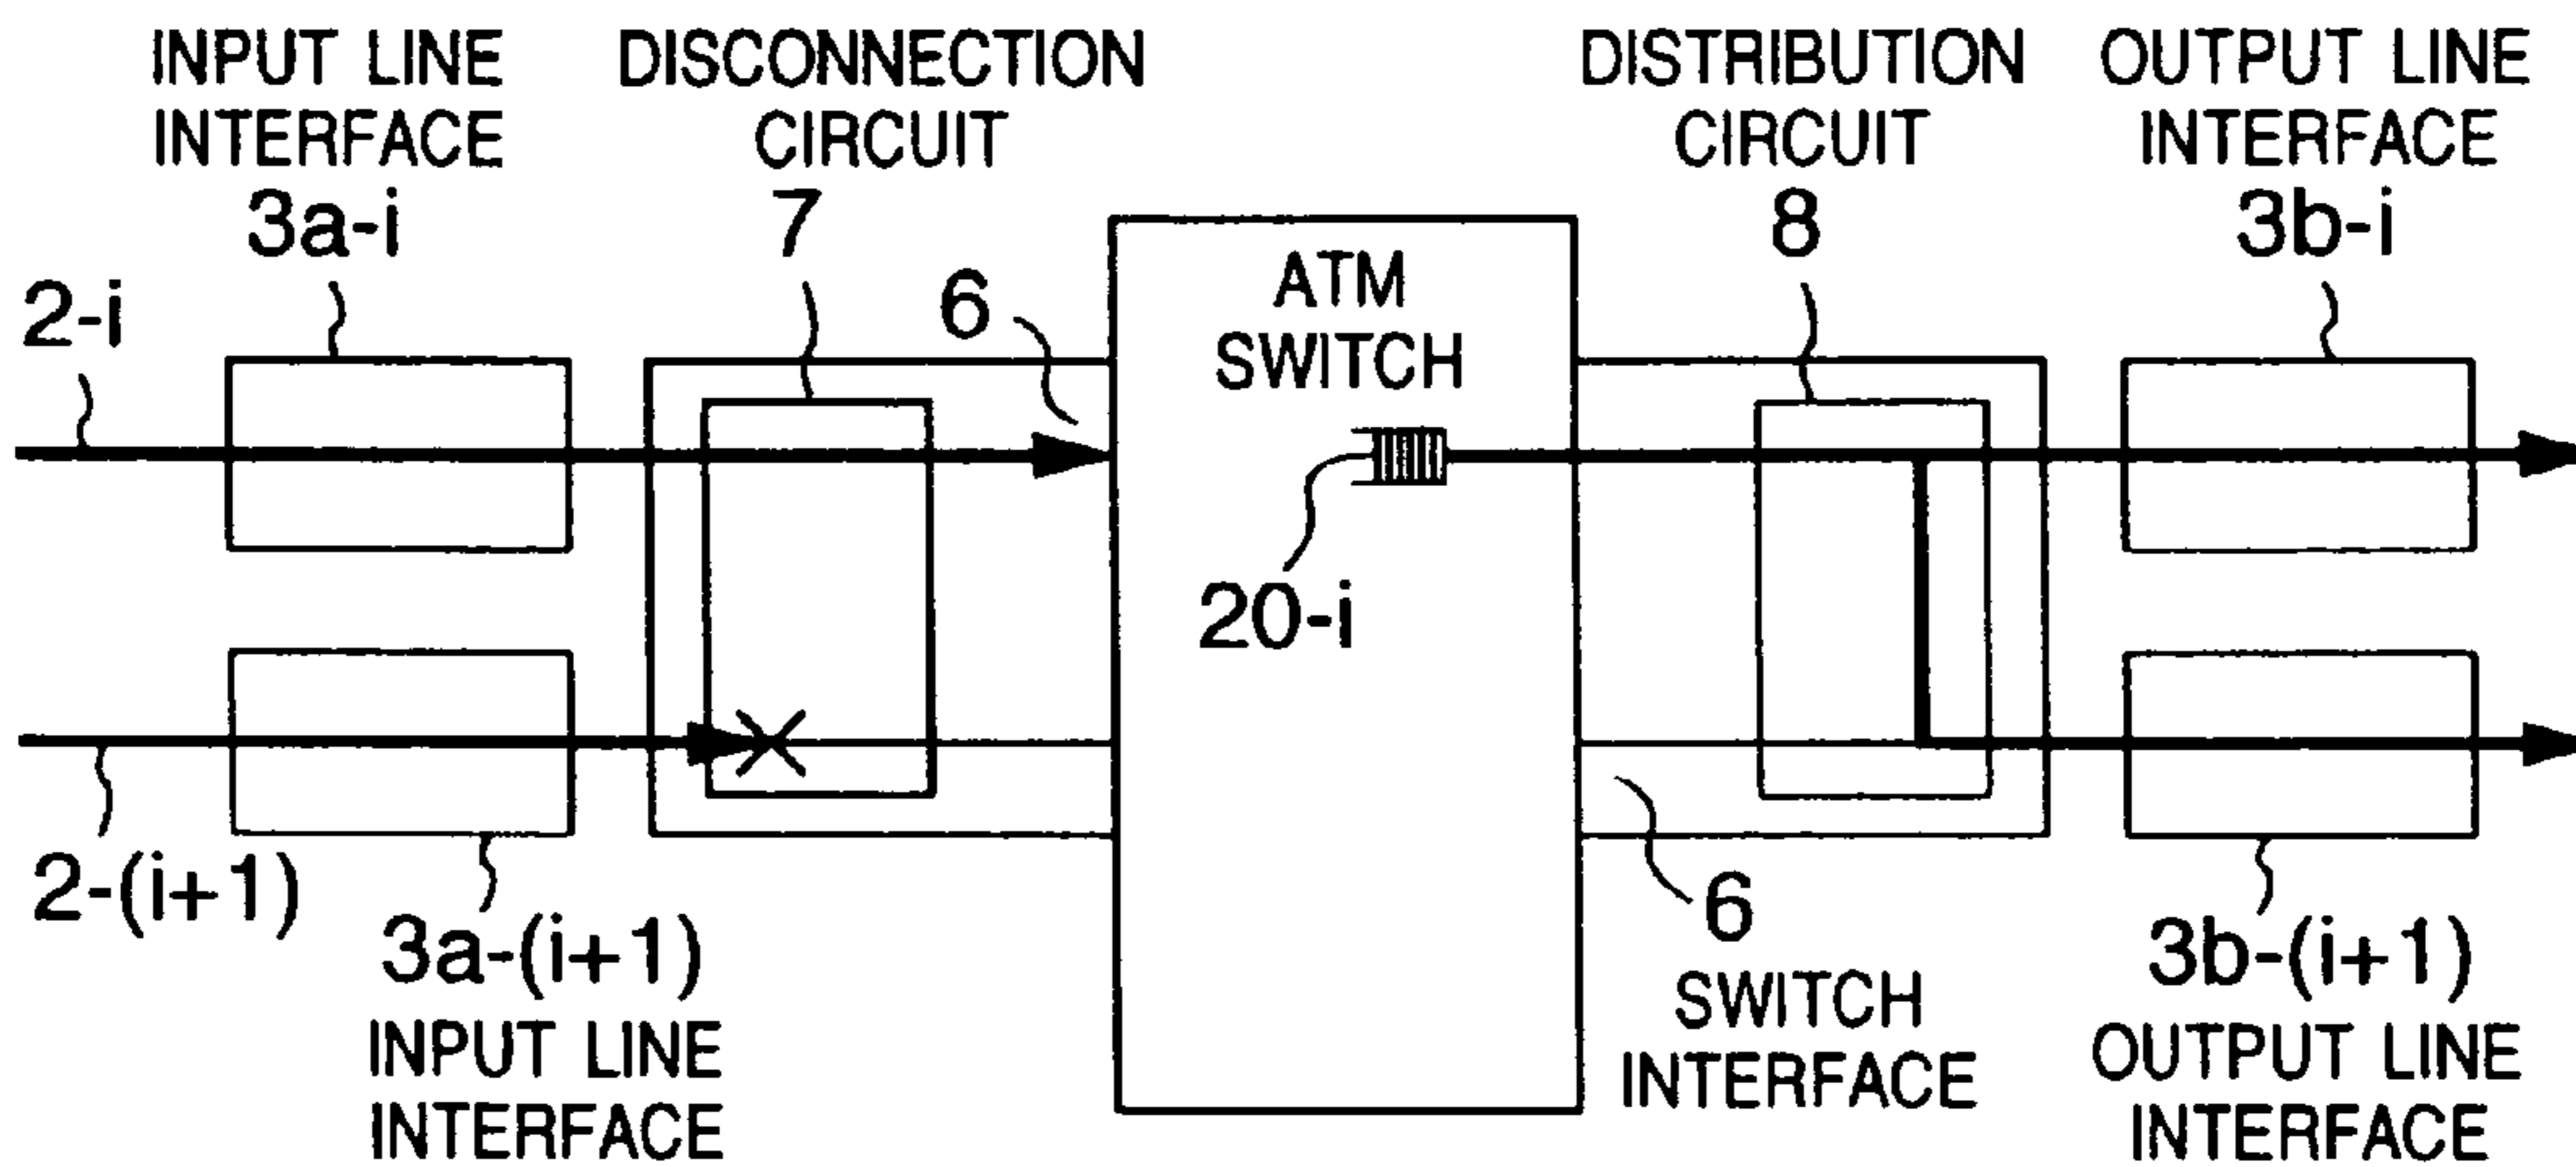 INPUT LINE
INTERFACE
3a-i
DISCONNECTION
CIRCUIT
7
DISTRIBUTION
CIRCUIT
8
OUTPUT LINE
INTERFACE
3b-i
2-i
6
ATM
SWITCH
20-i
2-(i+1)
3a-(i+1)
INPUT LINE
INTERFACE
6
SWITCH
INTERFACE
3b-(i+1)
OUTPUT LINE
INTERFACE